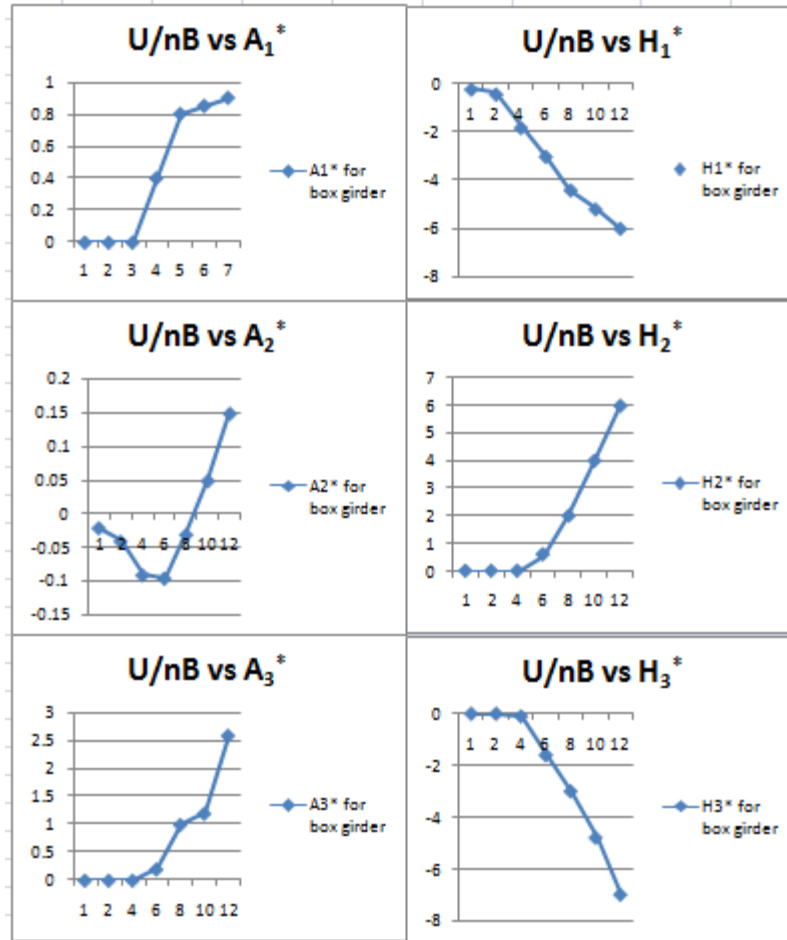 U/nB vs A₁*
1
0.8
0.6
0.4
0.2
0
1 2 3 4 5 6 7
A1* for
box girder
U/nB vs H₁*
0
-2
-4
-6
-8
1 2 4 6 8 10 12
H1* for
box girder
U/nB vs A₂*
0.2
0.15
0.1
0.05
0
-0.05
-0.1
-0.15
1 2 4 6 8 10 12
A2* for
box girder
U/nB vs H₂*
7
6
5
4
3
2
1
0
1 2 4 6 8 10 12
H2* for
box girder
U/nB vs A₃*
3
2.5
2
1.5
1
0.5
0
1 2 4 6 8 10 12
A3* for
box girder
U/nB vs H₃*
0
-2
-4
-6
-8
1 2 4 6 8 10 12
H3* for
box girder